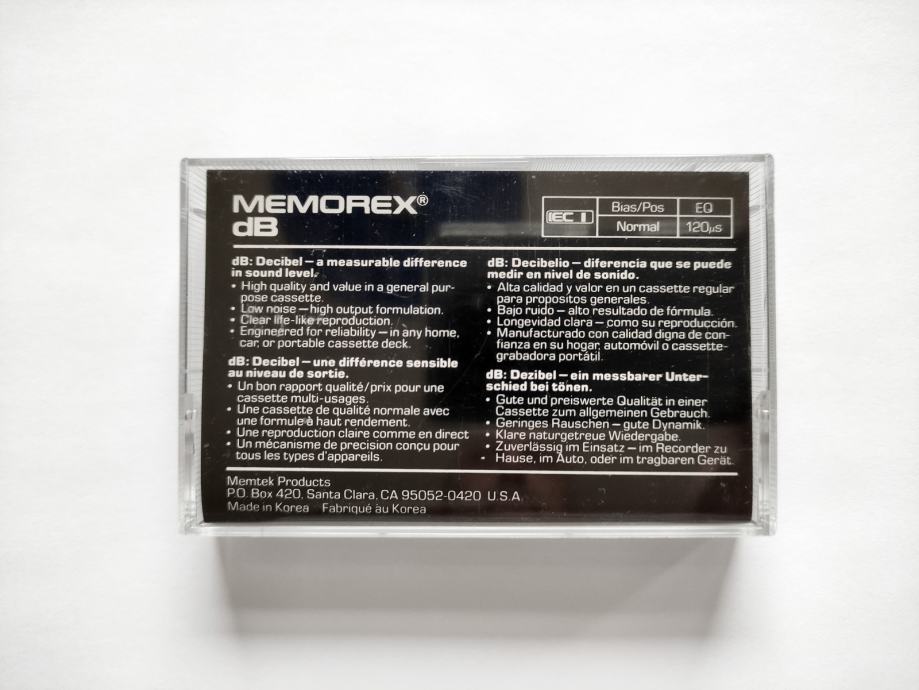 MEMOREX®
dB
IEC I
Bias/Pos
EQ
Normal
120µs
dB: Decibel – a measurable difference
in sound level.
• High quality and value in a general pur-
pose cassette.
• Low noise – high output formulation.
• Clear life-like reproduction.
• Engineered for reliability – in any home,
car, or portable cassette deck.
dB: Decibel – une différence sensible
au niveau de sortie.
• Un bon rapport qualité/prix pour une
cassette multi-usages.
• Une cassette de qualité normale avec
une formule à haut rendement.
• Une reproduction claire comme en direct
• Un mécanisme de precision conçu pour
tous les types d'appareils.
dB: Decibelio – diferencia que se puede
medir en nivel de sonido.
• Alta calidad y valor en un cassette regular
para propositos generales.
• Bajo ruido – alto resultado de fórmula.
• Longevidad clara – como su reproducción.
• Manufacturado con calidad digna de con-
fianza en su hogar, automóvil o cassette-
grabadora portátil.
dB: Dezibel – ein messbarer Unter-
schied bei tönen.
• Gute und preiswerte Qualität in einer
Cassette zum allgemeinen Gebrauch.
• Geringes Rauschen – gute Dynamik.
• Klare naturgetreue Wiedergabe.
• Zuverlässig im Einsatz – im Recorder zu
- Hause, im Auto, oder im tragbaren Gerät.
Memtek Products
P.O. Box 420, Santa Clara, CA 95052-0420 U.S.A.
Made in Korea Fabriqué au Korea